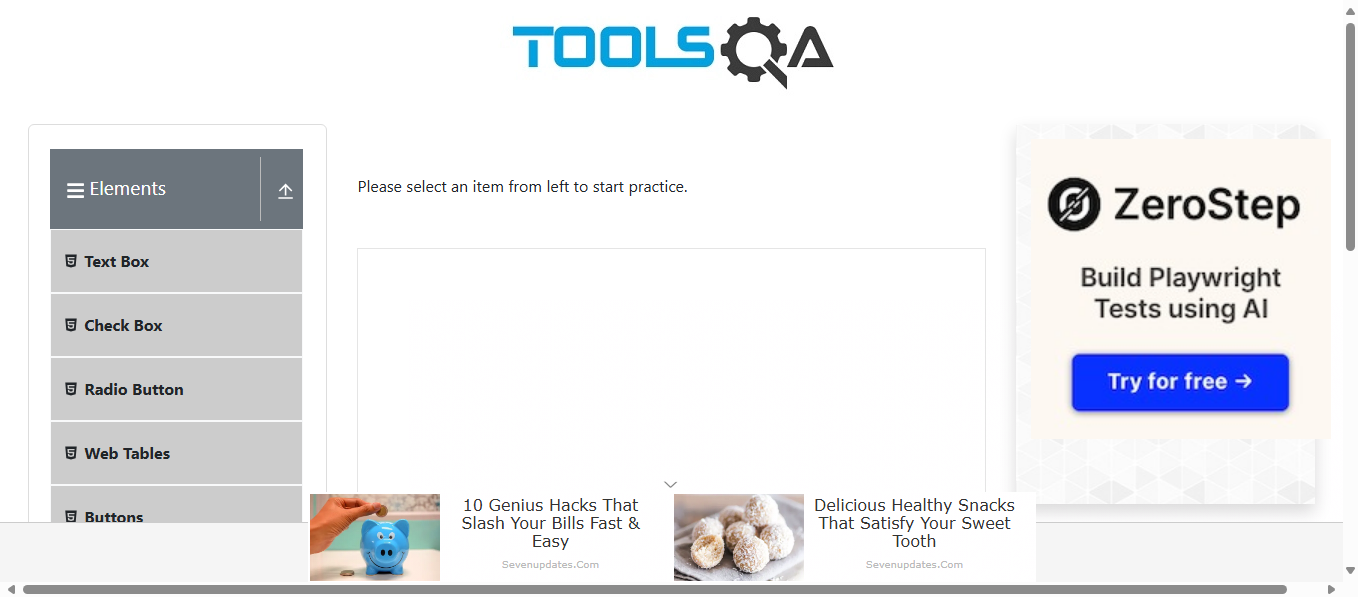 TOOLSQA
Elements
Text Box
Check Box
Radio Button
Web Tables
Buttons
Please select an item from left to start practice.
ZeroStep
Build Playwright
Tests using AI
Try for free →
10 Genius Hacks That
Slash Your Bills Fast &
Easy
Sevenupdates.Com
Delicious Healthy Snacks
That Satisfy Your Sweet
Tooth
Sevenupdates.Com